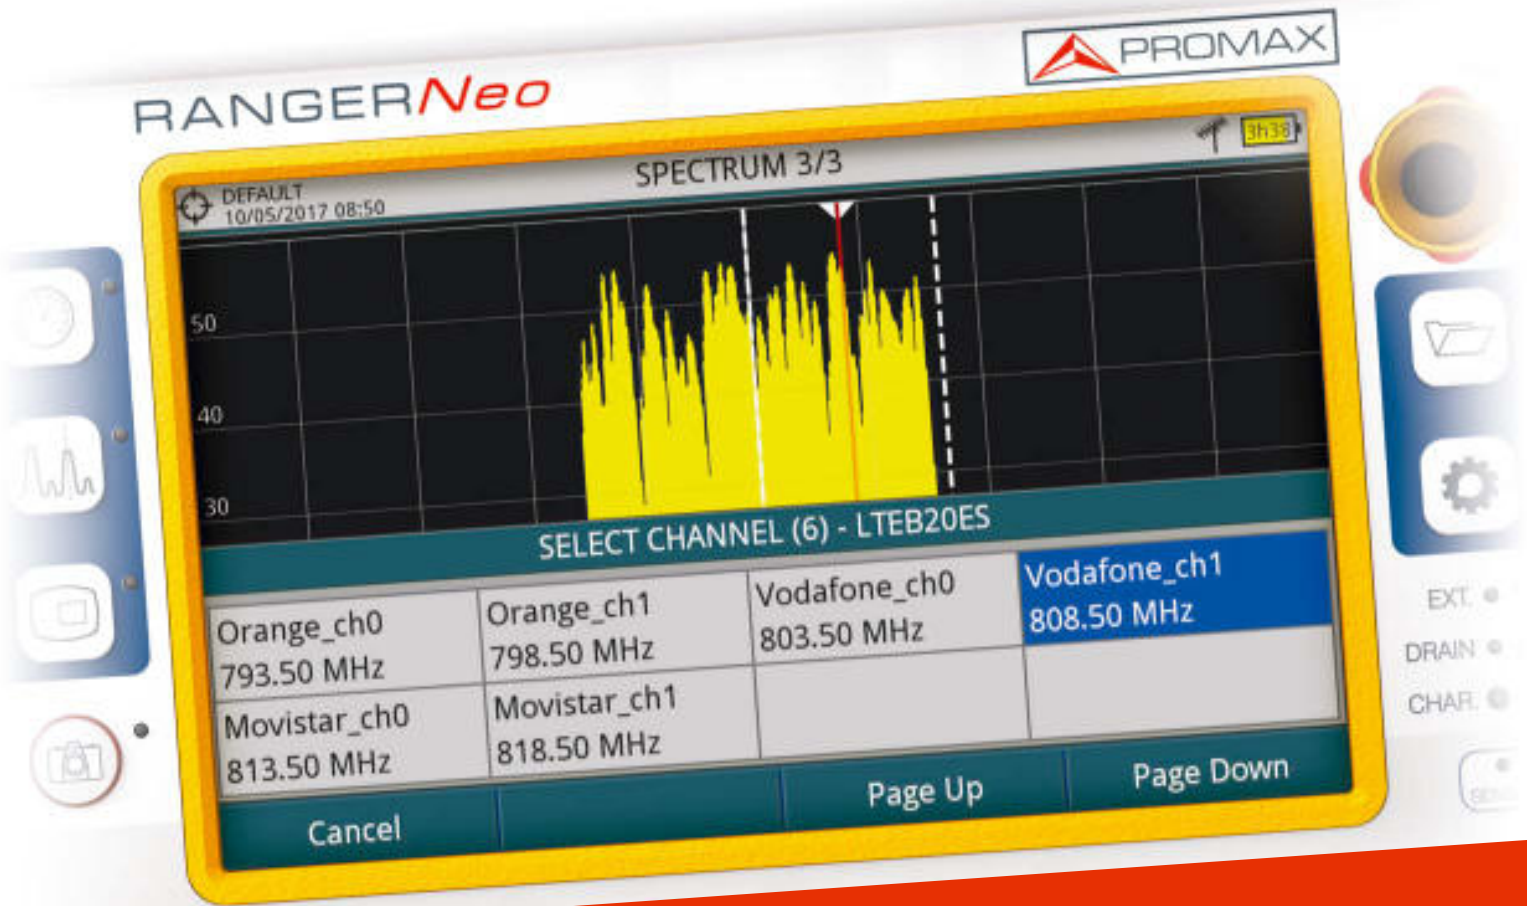 RANGERNeo
PROMAX
DEFAULT
10/05/2017 08:50
SPECTRUM 3/3
3h38
50
40
30
SELECT CHANNEL (6) - LTEB20ES
Orange_ch0
793.50 MHz
Orange_ch1
798.50 MHz
Vodafone_ch0
803.50 MHz
Vodafone_ch1
808.50 MHz
Movistar_ch0
813.50 MHz
Movistar_ch1
818.50 MHz
Cancel
Page Up
Page Down
EXT.
DRAIN
CHAR.